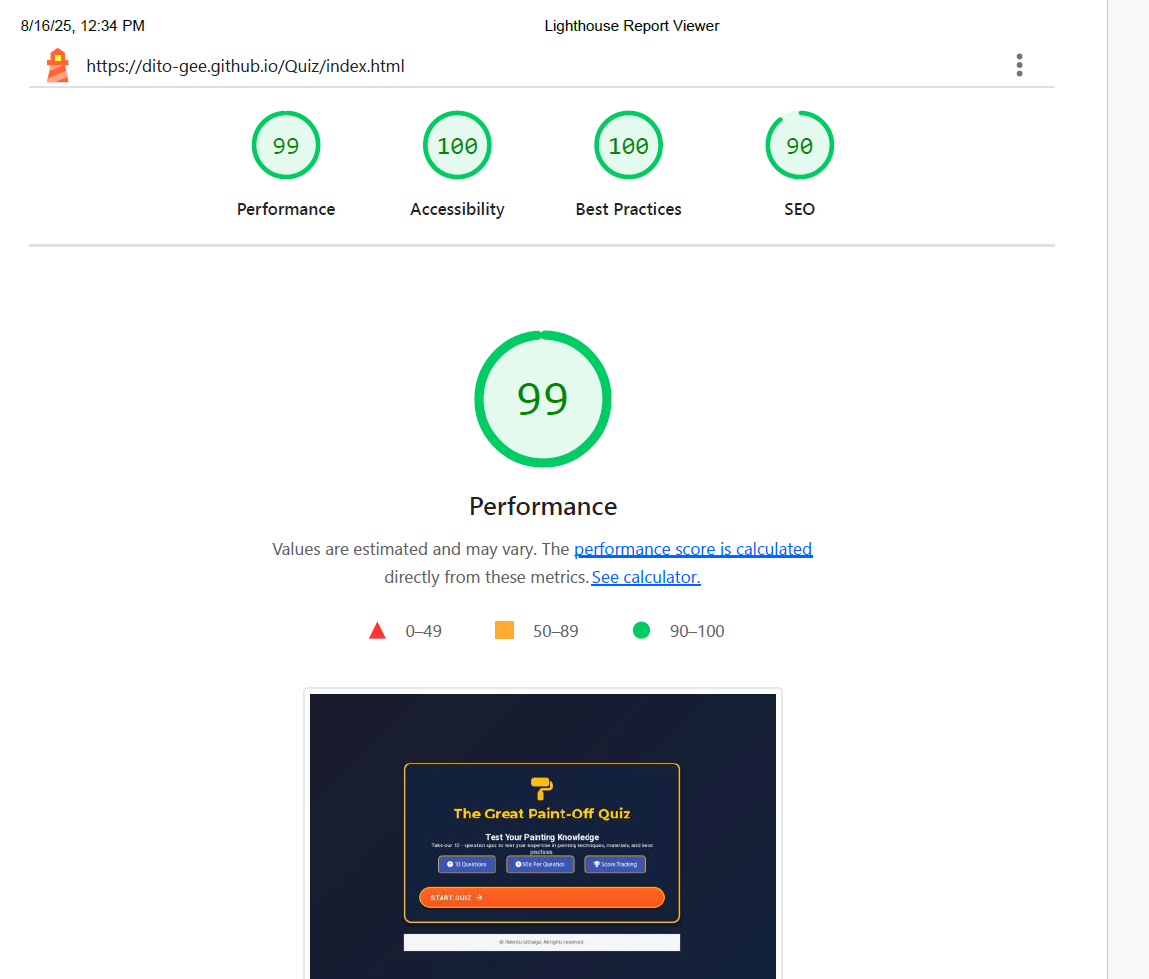 8/16/25, 12:34 PM
Lighthouse Report Viewer
https://dito-gee.github.io/Quiz/index.html
99
100
100
90
Performance
Accessibility
Best Practices
SEO
99
Performance
Values are estimated and may vary. The performance score is calculated
directly from these metrics. See calculator.
0–49
50–89
90–100
The Great Paint-Off Quiz
Test Your Painting Knowledge
Take our 10 - question quiz to test your expertise in painting techniques, materials, and best
practices
10 Questions
60s Per Question
Score Tracking
START QUIZ
All rights reserved.